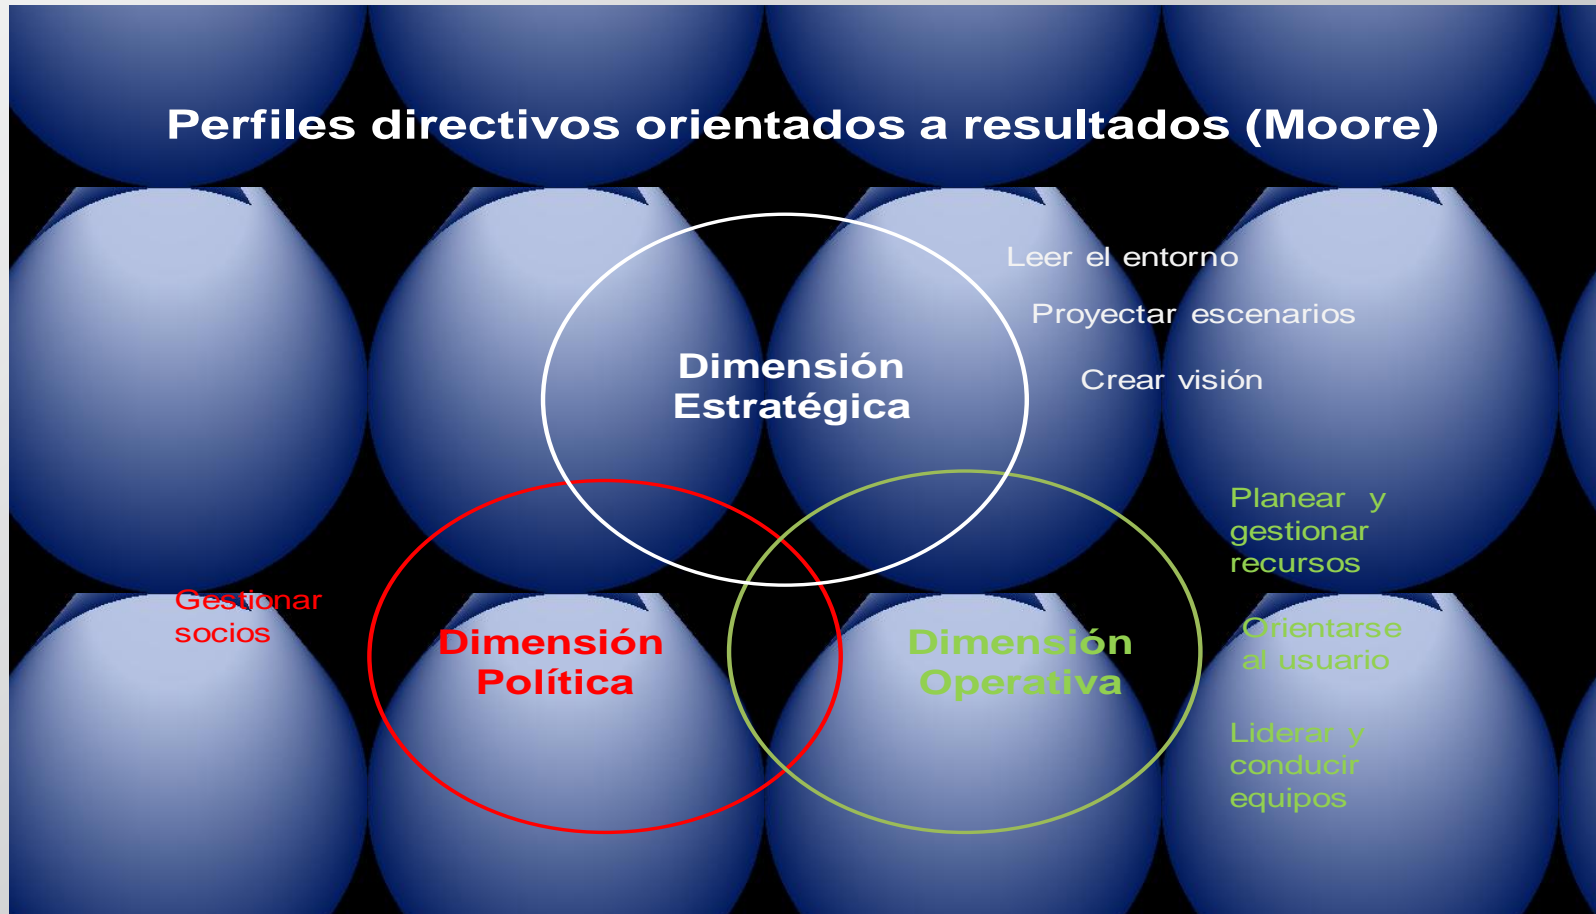 Perfiles directivos orientados a resultados (Moore)
Leer el entorno
Proyectar escenarios
Crear visión
Dimensión
Estratégica
Planear y
gestionar
recursos
Gestionar
socios
Dimensión
Política
Dimensión
Operativa
Orientarse
al usuario
Liderar y
conducir
equipos